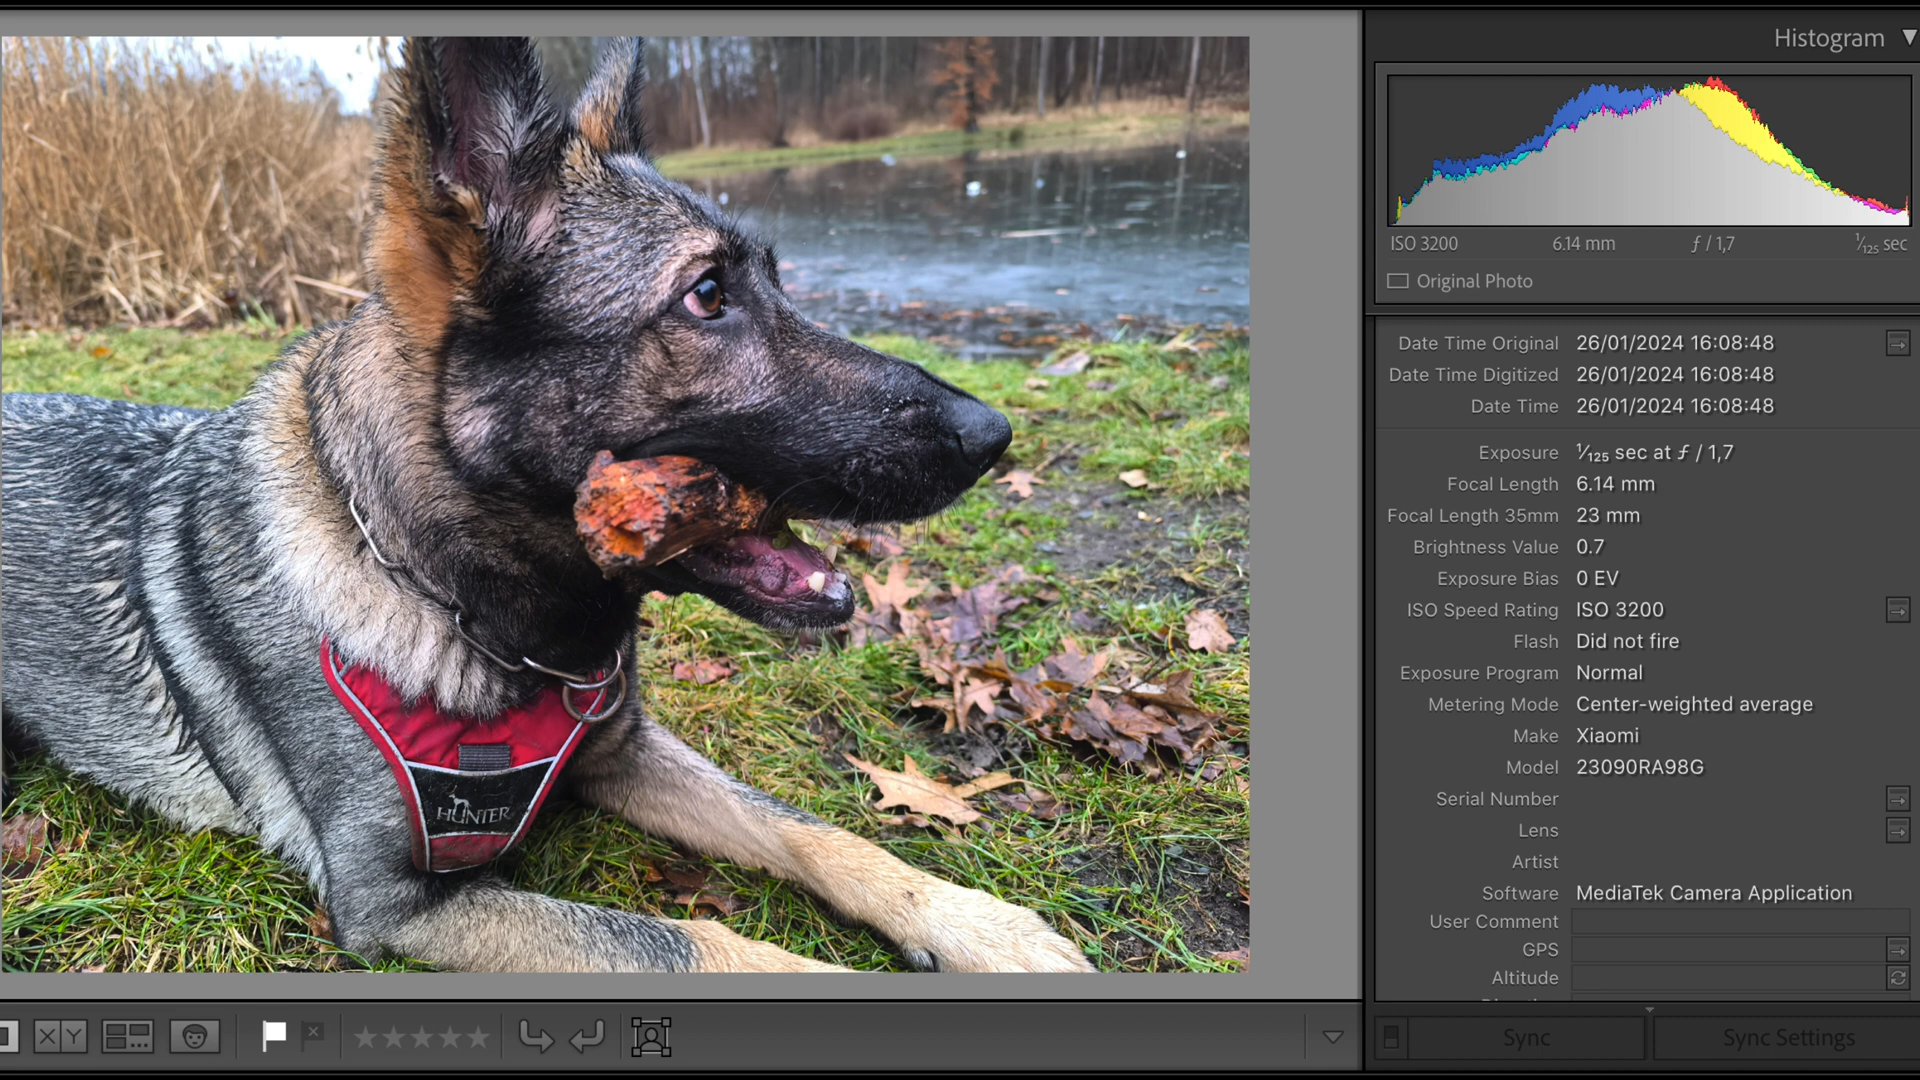 Histogram
ISO 3200 6.14 mm ƒ / 1,7 1/125 sec
Original Photo
Date Time Original 26/01/2024 16:08:48
Date Time Digitized 26/01/2024 16:08:48
Date Time 26/01/2024 16:08:48
Exposure 1/125 sec at ƒ / 1,7
Focal Length 6.14 mm
Focal Length 35mm 23 mm
Brightness Value 0.7
Exposure Bias 0 EV
ISO Speed Rating ISO 3200
Flash Did not fire
Exposure Program Normal
Metering Mode Center-weighted average
Make Xiaomi
Model 23090RA98G
Serial Number
Lens
Artist
Software MediaTek Camera Application
User Comment
GPS
Altitude
HUNTER
X Y
Sync Sync Settings